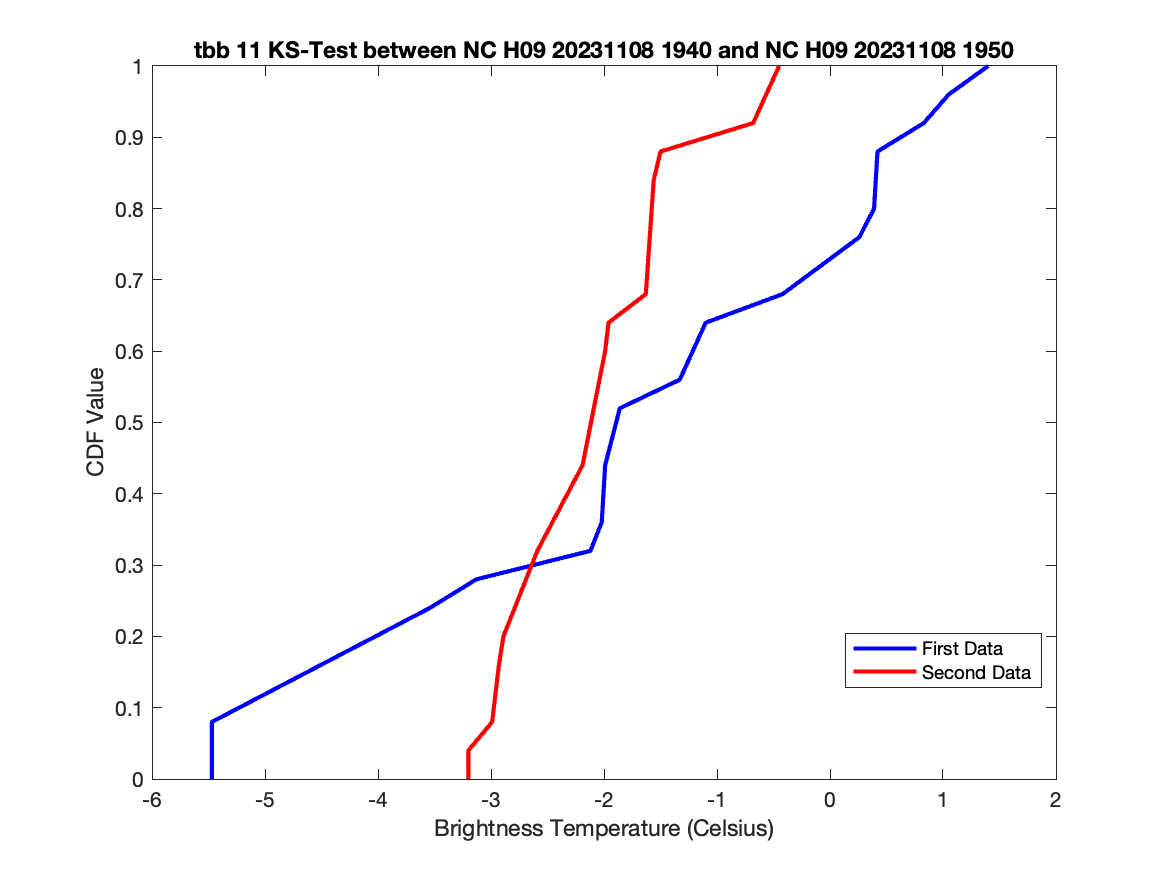 tbb 11 KS-Test between NC H09 20231108 1940 and NC H09 20231108 1950
1
0.9
0.8
0.7
0.6
0.5
0.4
0.3
0.2
0.1
0
CDF Value
First Data
Second Data
-6 -5 -4 -3 -2 -1 0 1 2
Brightness Temperature (Celsius)